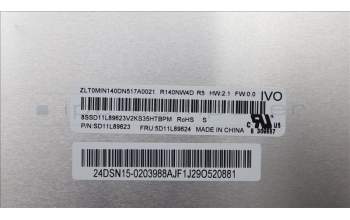 ZLT0MIN140DN517A0021 R140NW4D R5 HW:2.1 FW:0.0 IVO
8SSD11L89623V2KS35HTBPM RoHS S
P/N:SD11L89623 FRU:5D11L89624 MADE IN CHINA
24DSN15-0203988AJF1J29O520881